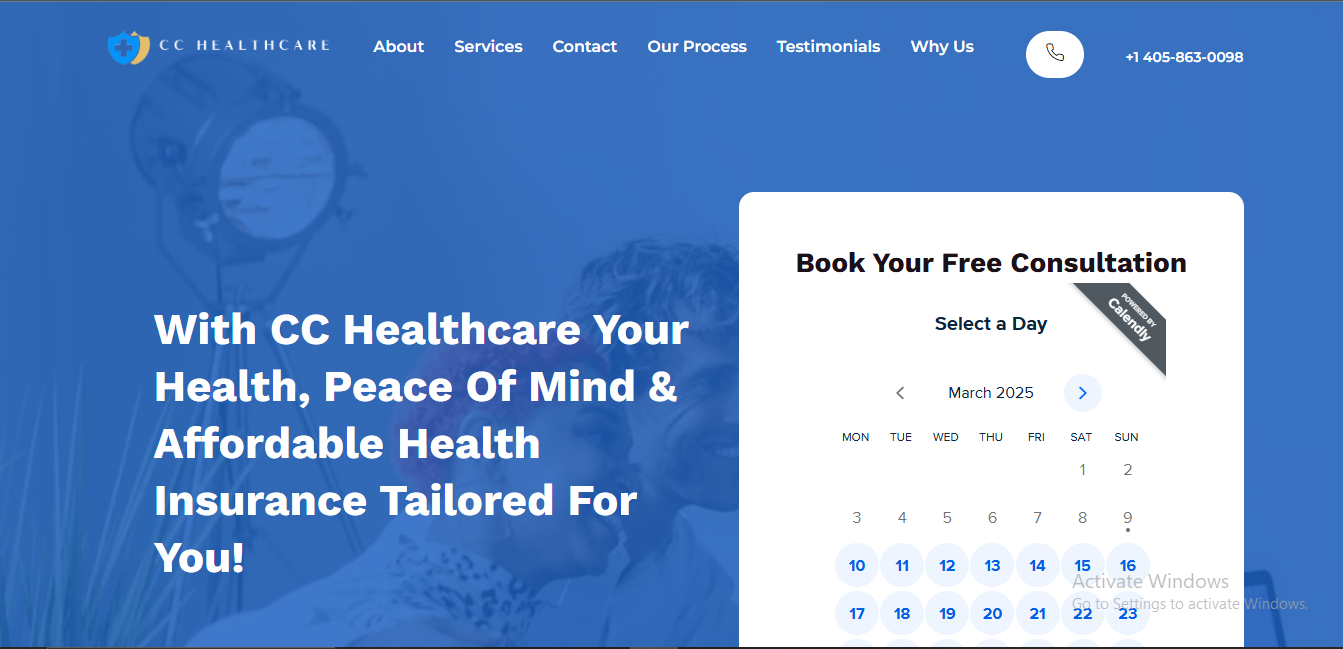 CC HEALTHCARE
About
Services
Contact
Our Process
Testimonials
Why Us
+1 405-863-0098
With CC Healthcare Your
Health, Peace Of Mind &
Affordable Health
Insurance Tailored For
You!
Book Your Free Consultation
POWERED BY
Calendly
Select a Day
March 2025
MON TUE WED THU FRI SAT SUN
1 2
3 4 5 6 7 8 9
10 11 12 13 14 15 16
17 18 19 20 21 22 23
Activate Windows
Go to Settings to activate Windows.